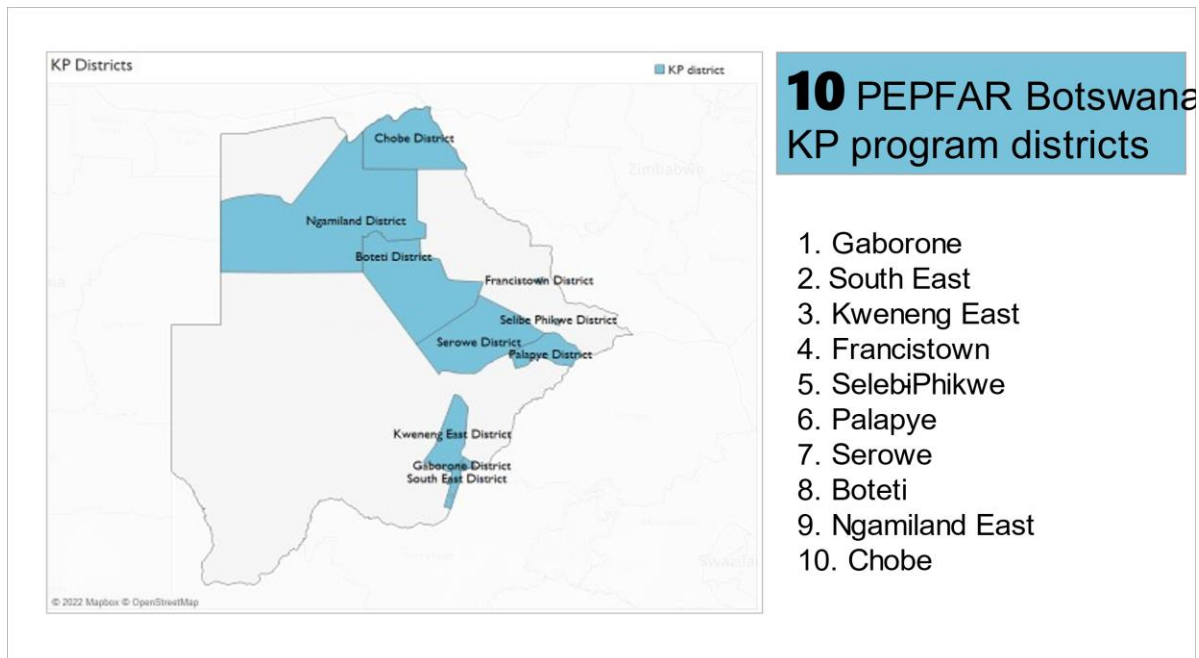 KP Districts
KP district
Chobe District
Zimbabwe
Ngamiland District
Boteti District
Francistown District
Selibe Phikwe District
Serowe District
Palapye District
Kweneng East District
Gaborone District
South East District
© 2022 Mapbox © OpenStreetMap
10 PEPFAR Botswana
KP program districts
1. Gaborone
2. South East
3. Kweneng East
4. Francistown
5. Selebi-Phikwe
6. Palapye
7. Serowe
8. Boteti
9. Ngamiland East
10. Chobe